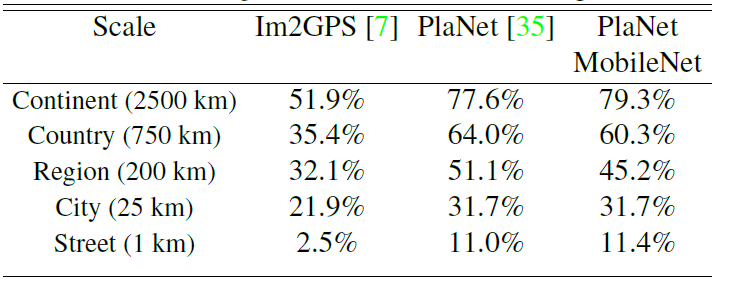 Scale Im2GPS [7] PlaNet [35] PlaNet
MobileNet
Continent (2500 km) 51.9% 77.6% 79.3%
Country (750 km) 35.4% 64.0% 60.3%
Region (200 km) 32.1% 51.1% 45.2%
City (25 km) 21.9% 31.7% 31.7%
Street (1 km) 2.5% 11.0% 11.4%